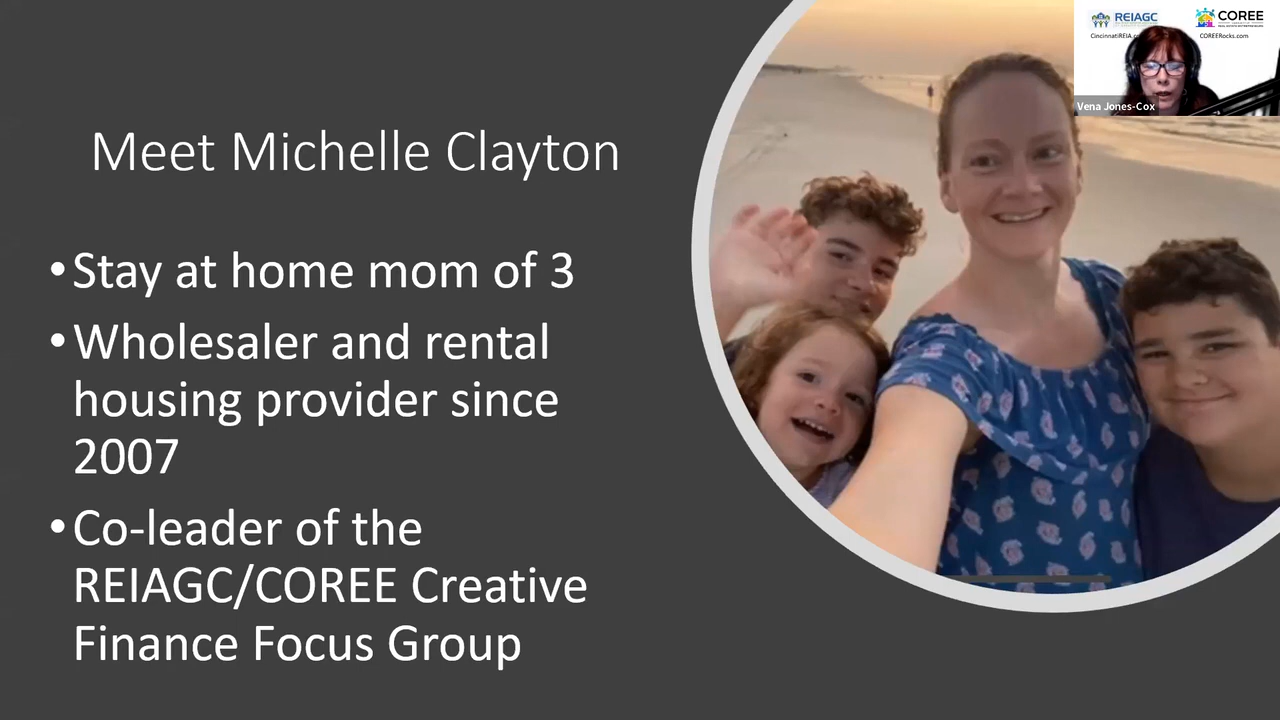 Meet Michelle Clayton
•Stay at home mom of 3
•Wholesaler and rental
housing provider since
2007
•Co-leader of the
REIAGC/COREE Creative
Finance Focus Group
REIAGC
COREE
COREERocks.com
Vena Jones-Cox